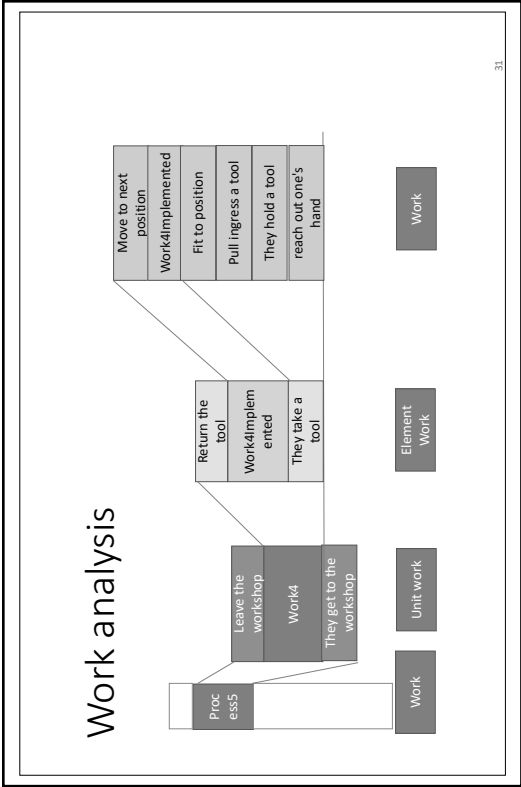 Work analysis
Proc
ess5
Leave the
workshop
Work4
They get to the
workshop
Return the
tool
Work4Implem
ented
They take a
tool
Move to next
position
Work4Implemented
Fit to position
Pull ingress a tool
They hold a tool
reach out one's
hand
Work
Unit work
Element
Work
Work
31